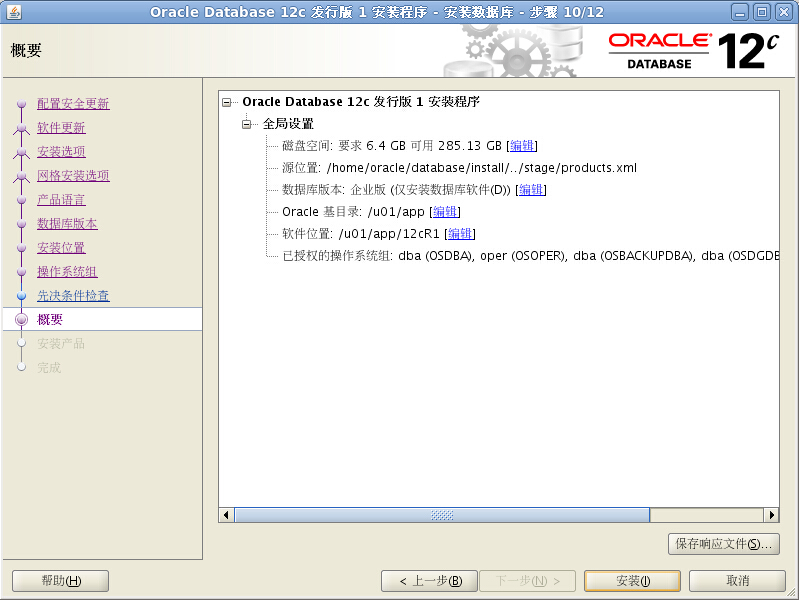 Oracle Database 12c 发行版 1 安装程序 - 安装数据库 - 步骤 10/12
概要
ORACLE®
DATABASE
12c
配置安全更新
软件更新
安装选项
网格安装选项
产品语言
数据库版本
安装位置
操作系统组
先决条件检查
概要
安装产品
完成
Oracle Database 12c 发行版 1 安装程序
全局设置
磁盘空间: 要求 6.4 GB 可用 285.13 GB [编辑]
源位置: /home/oracle/database/install/../stage/products.xml
数据库版本: 企业版 (仅安装数据库软件(D)) [编辑]
Oracle 基目录: /u01/app [编辑]
软件位置: /u01/app/12cR1 [编辑]
已授权的操作系统组: dba (OSDBA), oper (OSOPER), dba (OSBACKUPDBA), dba (OSDGDB
保存响应文件(S)...
帮助(H)
< 上一步(B)
下一步(N) >
安装(I)
取消